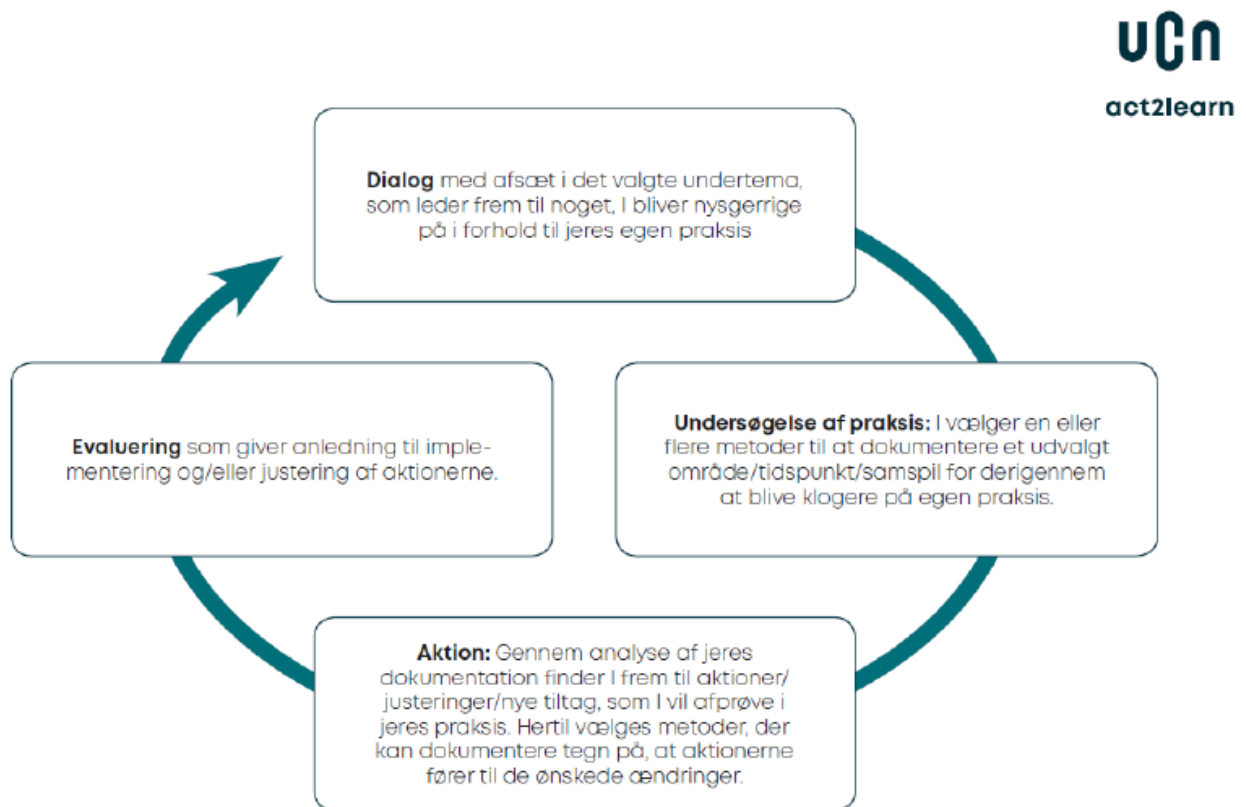 ucn
act2learn
Dialog med afsæt i det valgte undertema,
som leder frem til noget, I bliver nysgerrige
på i forhold til jeres egen praksis
Evaluering som giver anledning til imple-
mentering og/eller justering af aktionerne.
Undersøgelse af praksis: I vælger en eller
flere metoder til at dokumentere et udvalgt
område/tidspunkt/samspil for derigennem
at blive klogere på egen praksis.
Aktion: Gennem analyse af jeres
dokumentation finder I frem til aktioner/
justeringer/nye tiltag, som I vil afprøve i
jeres praksis. Hertil vælges metoder, der
kan dokumentere tegn på, at aktionerne
fører til de ønskede ændringer.